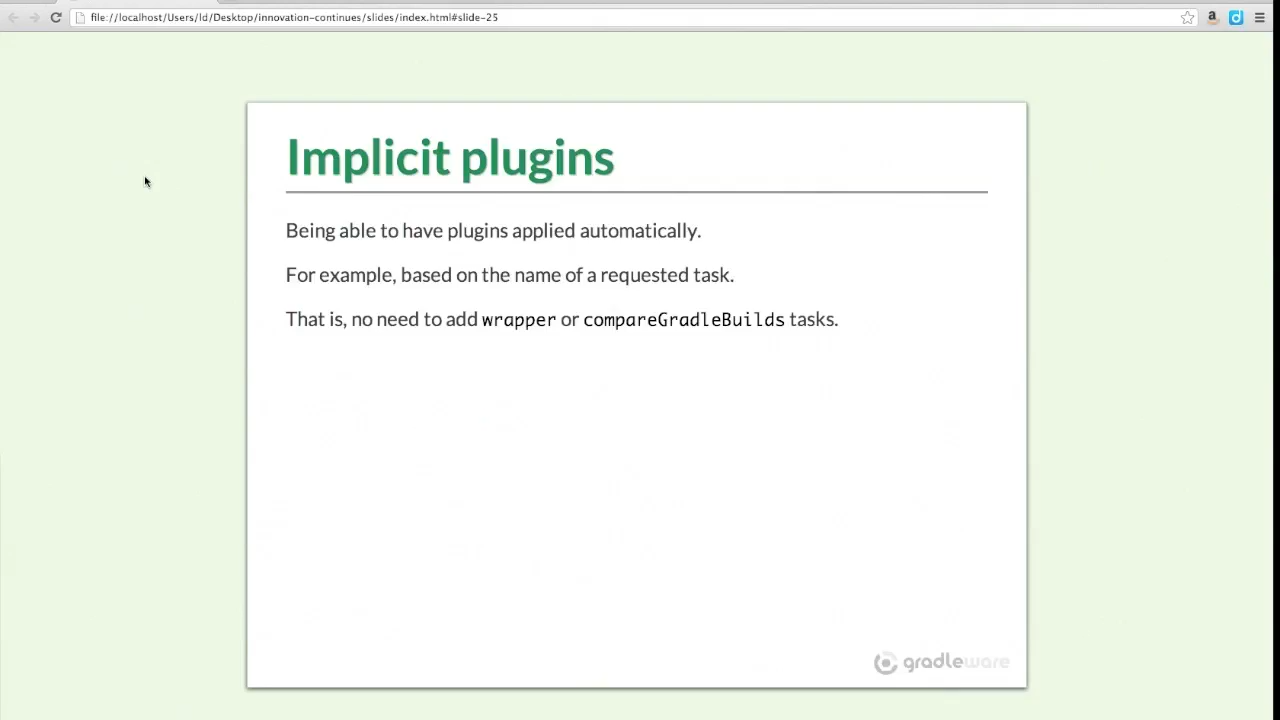 file://localhost/Users/ld/Desktop/innovation-continues/slides/index.html#slide-25
Implicit plugins
Being able to have plugins applied automatically.
For example, based on the name of a requested task.
That is, no need to add wrapper or compareGradleBuilds tasks.
gradleware